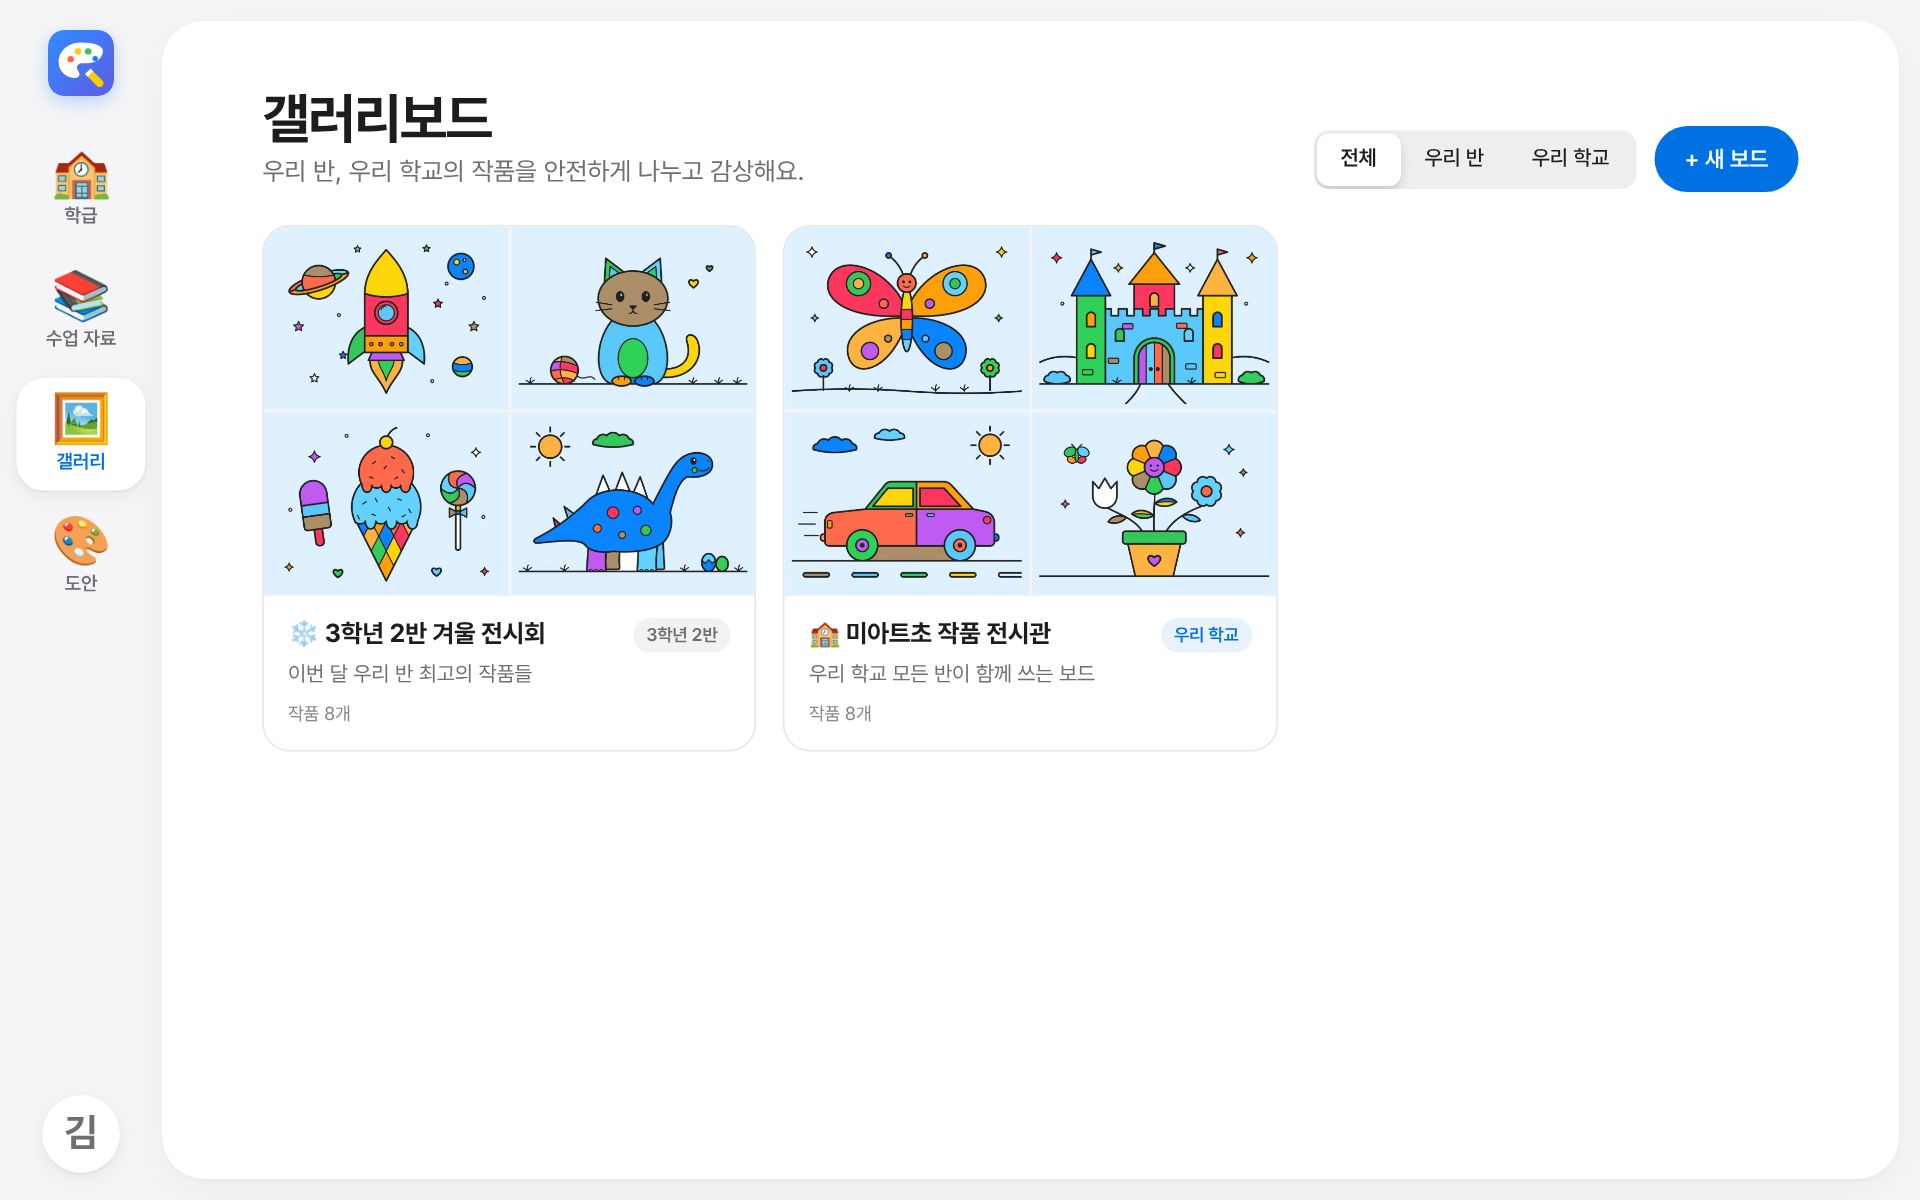 갤러리보드
우리 반, 우리 학교의 작품을 안전하게 나누고 감상해요.
전체
우리 반
우리 학교
+ 새 보드
학급
수업 자료
갤러리
도안
❄️ 3학년 2반 겨울 전시회
3학년 2반
이번 달 우리 반 최고의 작품들
작품 8개
🏫 미아트초 작품 전시관
우리 학교
우리 학교 모든 반이 함께 쓰는 보드
작품 8개
김